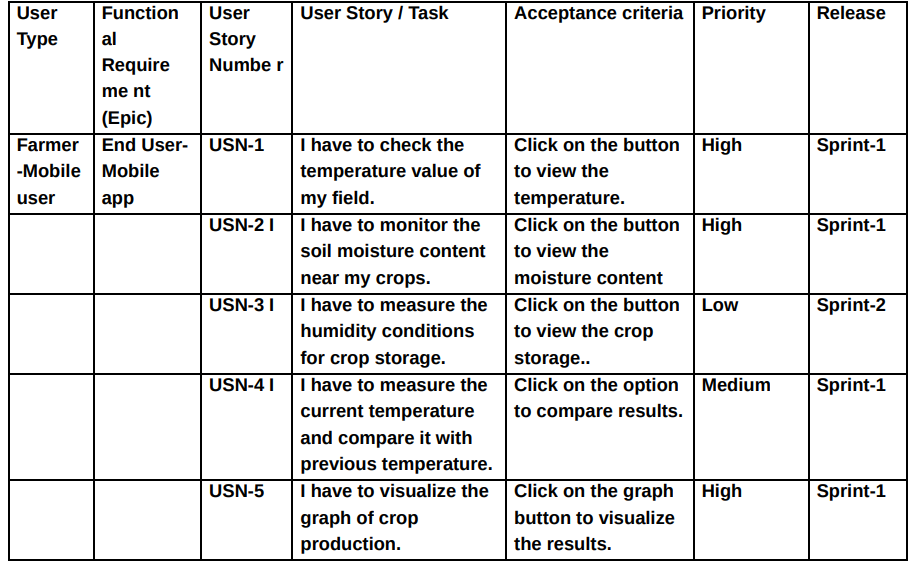 User Type | Functional Requireme nt (Epic) | User Story Numbe r | User Story / Task | Acceptance criteria | Priority | Release
Farmer-Mobile user | End User-Mobile app | USN-1 | I have to check the temperature value of my field. | Click on the button to view the temperature. | High | Sprint-1
USN-2 I | I have to monitor the soil moisture content near my crops. | Click on the button to view the moisture content | High | Sprint-1
USN-3 I | I have to measure the humidity conditions for crop storage. | Click on the button to view the crop storage.. | Low | Sprint-2
USN-4 I | I have to measure the current temperature and compare it with previous temperature. | Click on the option to compare results. | Medium | Sprint-1
USN-5 | I have to visualize the graph of crop production. | Click on the graph button to visualize the results. | High | Sprint-1